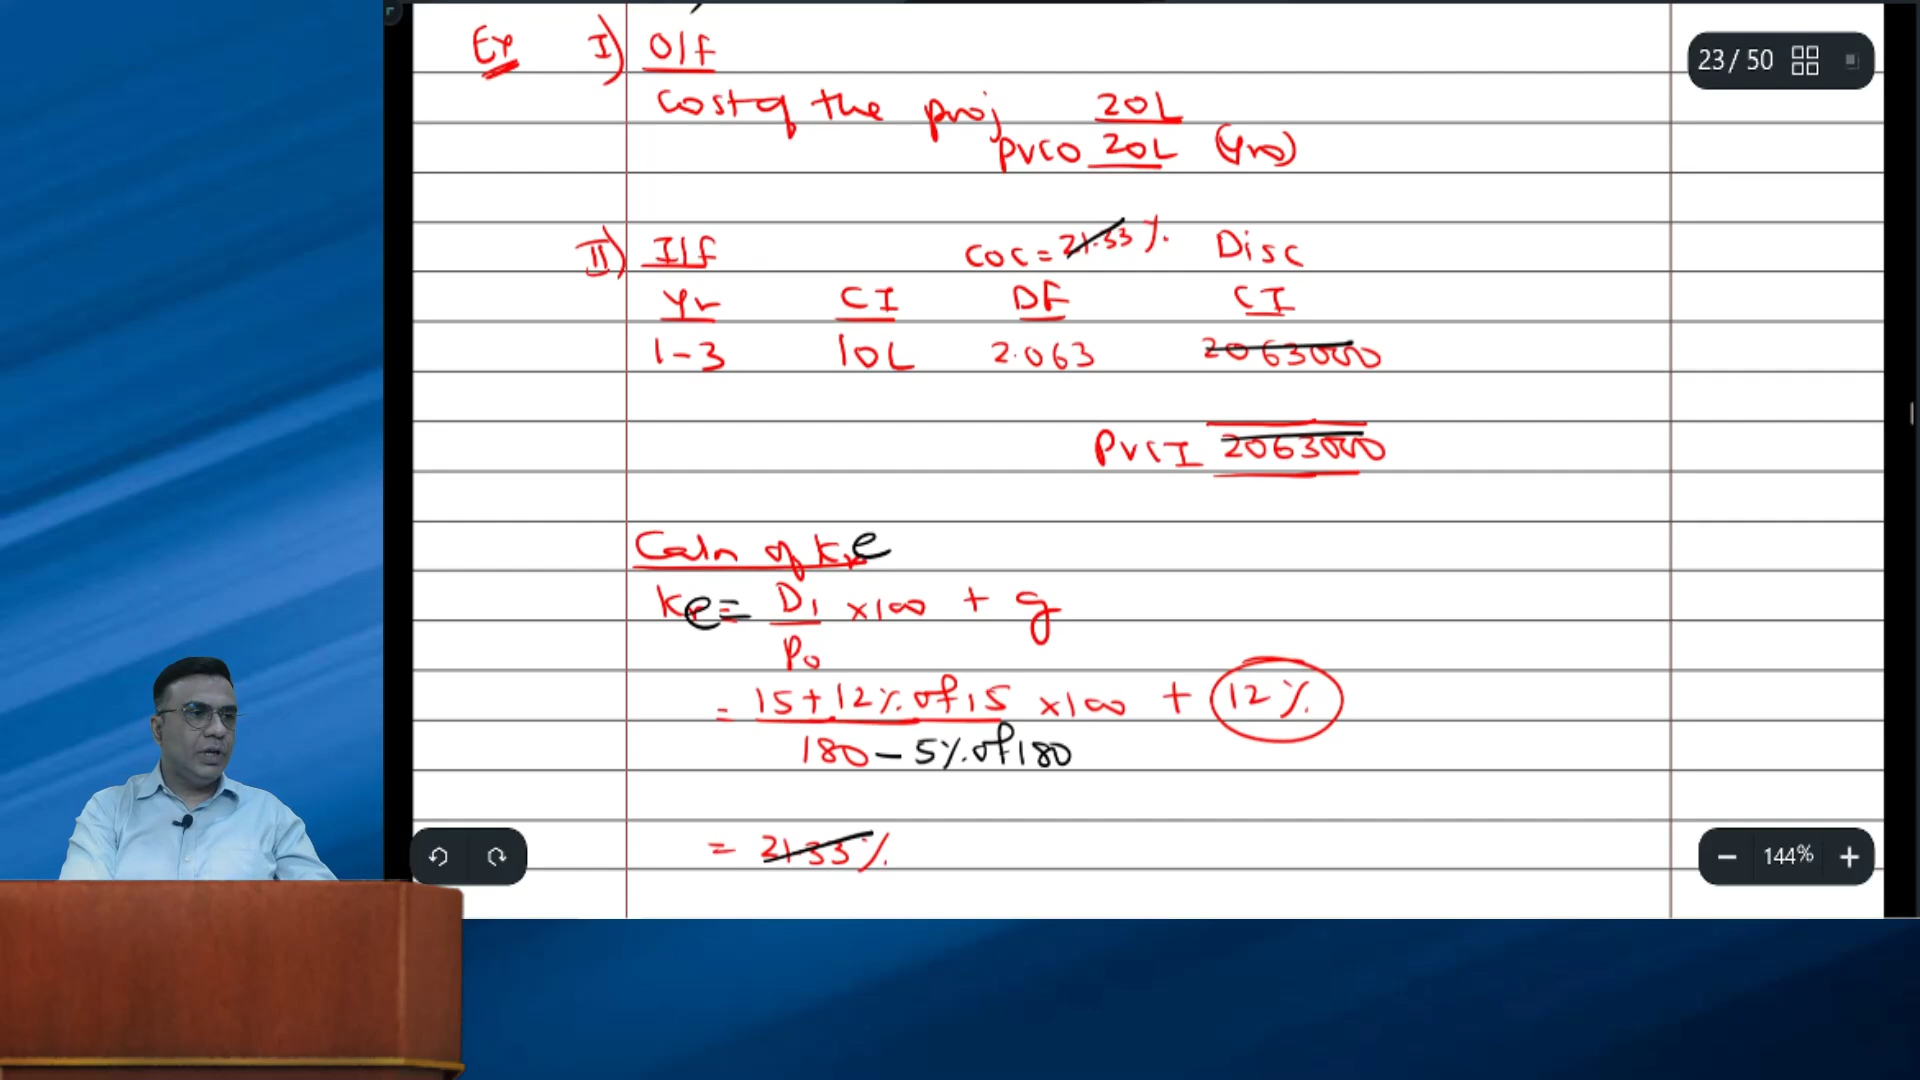 Ex I) O/f
23 / 50
cost of the proj 20L
PVCO 20L (Yr0)
II) I/f COC = 21.33 %. Disc
Yr CI DF CI
1-3 10L 2.063 2063000
PVCI 2063000
Caln of Ke
Ke = D1 x100 + g
P0
= 15+12% of 15 x100 + 12%
180 - 5% of 180
= 21.33%
144%